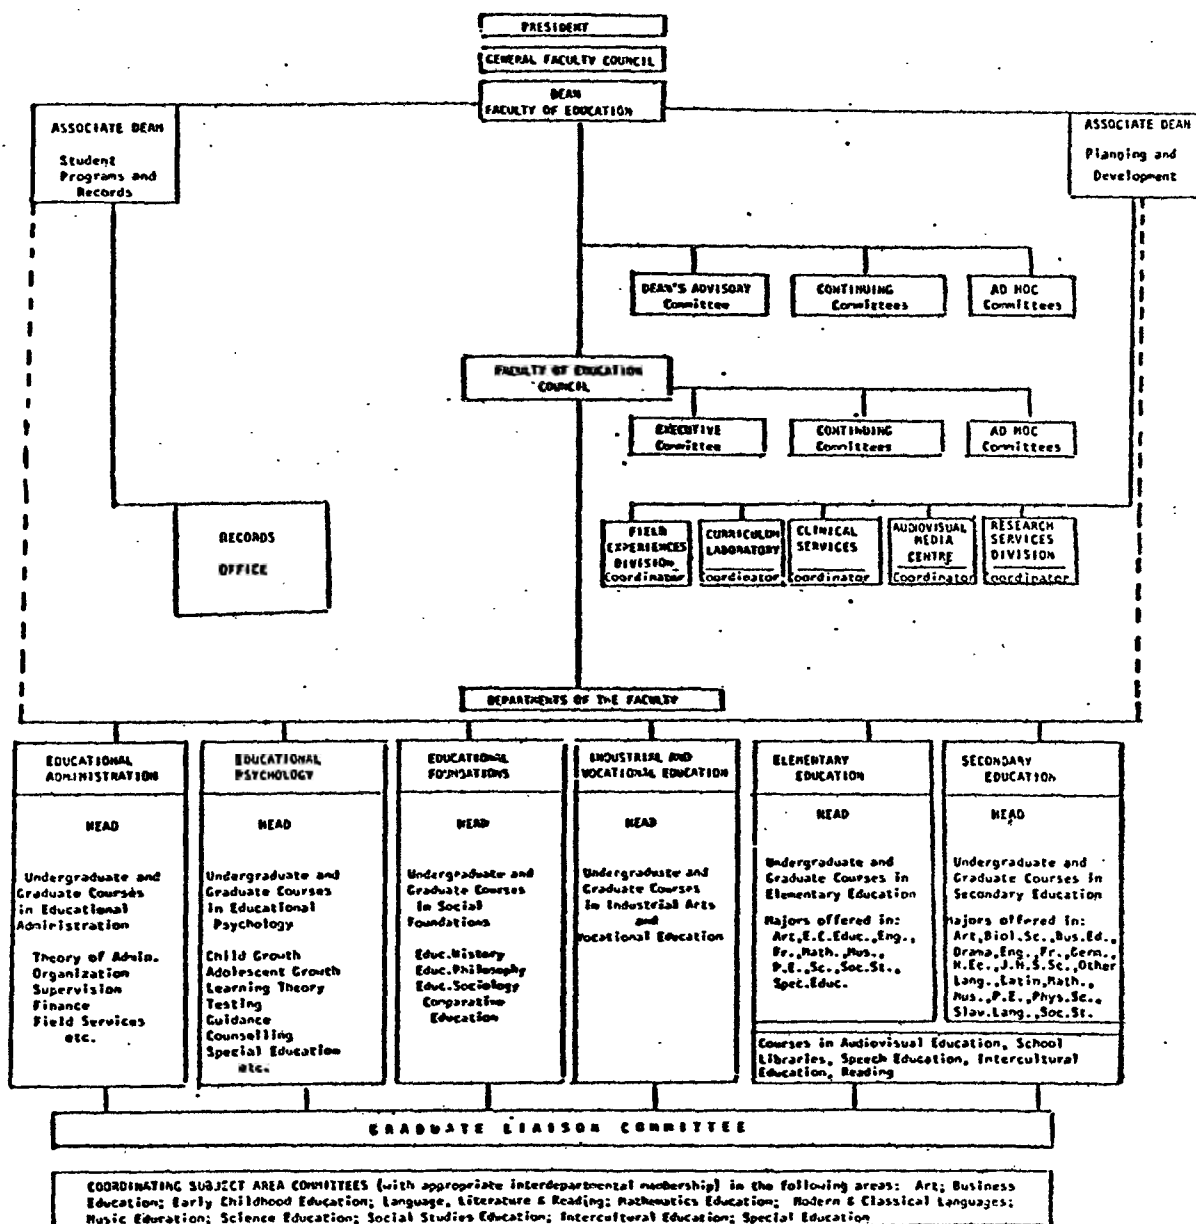 PRESIDENT
GENERAL FACULTY COUNCIL
DEAN
FACULTY OF EDUCATION
ASSOCIATE DEAN
Student
Programs and
Records
ASSOCIATE DEAN
Planning and
Development
DEAN'S ADVISORY
Committee
CONTINUING
Committees
AD HOC
Committees
FACULTY OF EDUCATION
COUNCIL
EXECUTIVE
Committee
CONTINUING
Committees
AD HOC
Committees
RECORDS
OFFICE
FIELD
EXPERIENCES
DIVISION
Coordinator
CURRICULUM
LABORATORY
Coordinator
CLINICAL
SERVICES
Coordinator
AUDIOVISUAL
MEDIA
CENTRE
Coordinator
RESEARCH
SERVICES
DIVISION
Coordinator
DEPARTMENTS OF THE FACULTY
EDUCATIONAL
ADMINISTRATION
HEAD
Undergraduate and
Graduate Courses
in Educational
Administration
Theory of Admin.
Organization
Supervision
Finance
Field Services
etc.
EDUCATIONAL
PSYCHOLOGY
HEAD
Undergraduate and
Graduate Courses
in Educational
Psychology
Child Growth
Adolescent Growth
Learning Theory
Testing
Guidance
Counselling
Special Education
etc.
EDUCATIONAL
FOUNDATIONS
HEAD
Undergraduate and
Graduate Courses
in Social
Foundations
Educ.History
Educ.Philosophy
Educ.Sociology
Comparative
Education
INDUSTRIAL AND
VOCATIONAL EDUCATION
HEAD
Undergraduate and
Graduate Courses
in Industrial Arts
and
Vocational Education
ELEMENTARY
EDUCATION
HEAD
Undergraduate and
Graduate Courses in
Elementary Education
Majors offered in:
Art,E.C.Educ.,Eng.,
Fr.,Math.,Mus.,
P.E.,Sc.,Soc.St.,
Spec.Educ.
SECONDARY
EDUCATION
HEAD
Undergraduate and
Graduate Courses in
Secondary Education
Majors offered in:
Art,Biol.Sc.,Bus.Ed.,
Drama,Eng.,Fr.,Germ.,
H.Ec.,J.H.S.Sc.,Other
Lang.,Latin,Math.,
Mus.,P.E.,Phys.Sc.,
Slav.Lang.,Soc.St.
Courses in Audiovisual Education, School
Libraries, Speech Education, Intercultural
Education, Reading
GRADUATE LIAISON COMMITTEE
COORDINATING SUBJECT AREA COMMITTEES (with appropriate interdepartmental membership) in the following areas: Art; Business
Education; Early Childhood Education; Language, Literature & Reading; Mathematics Education; Modern & Classical Languages;
Music Education; Science Education; Social Studies Education; Intercultural Education; Special Education